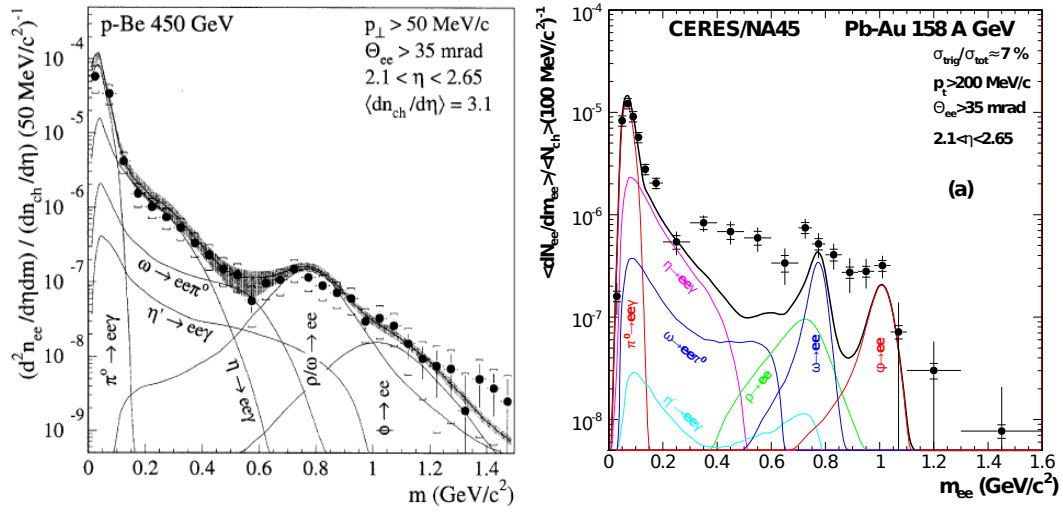 p-Be 450 GeV
p⊥ > 50 MeV/c
Θee > 35 mrad
2.1 < η < 2.65
⟨dnch/dη⟩ = 3.1
(d²nee/dηdm) / (dnch/dη) (50 MeV/c²)⁻¹
10⁻⁴
10⁻⁵
10⁻⁶
10⁻⁷
10⁻⁸
10⁻⁹
π⁰ → eeγ
ω → eeπ⁰
η' → eeγ
η → eeγ
ρ/ω → ee
ϕ → ee
0 0.2 0.4 0.6 0.8 1 1.2 1.4
m (GeV/c²)
CERES/NA45 Pb-Au 158 A GeV
σtrig/σtot ≈ 7 %
pt>200 MeV/c
Θee>35 mrad
2.1<η<2.65
(a)
<dNee/dmee>/<Nch>(100 MeV/c²)⁻¹
10⁻⁴
10⁻⁵
10⁻⁶
10⁻⁷
10⁻⁸
π⁰→eeγ
η→eeγ
ω→eeπ⁰
η'→eeγ
ρ→ee
ω→ee
φ→ee
0 0.2 0.4 0.6 0.8 1 1.2 1.4 1.6
mee (GeV/c²)